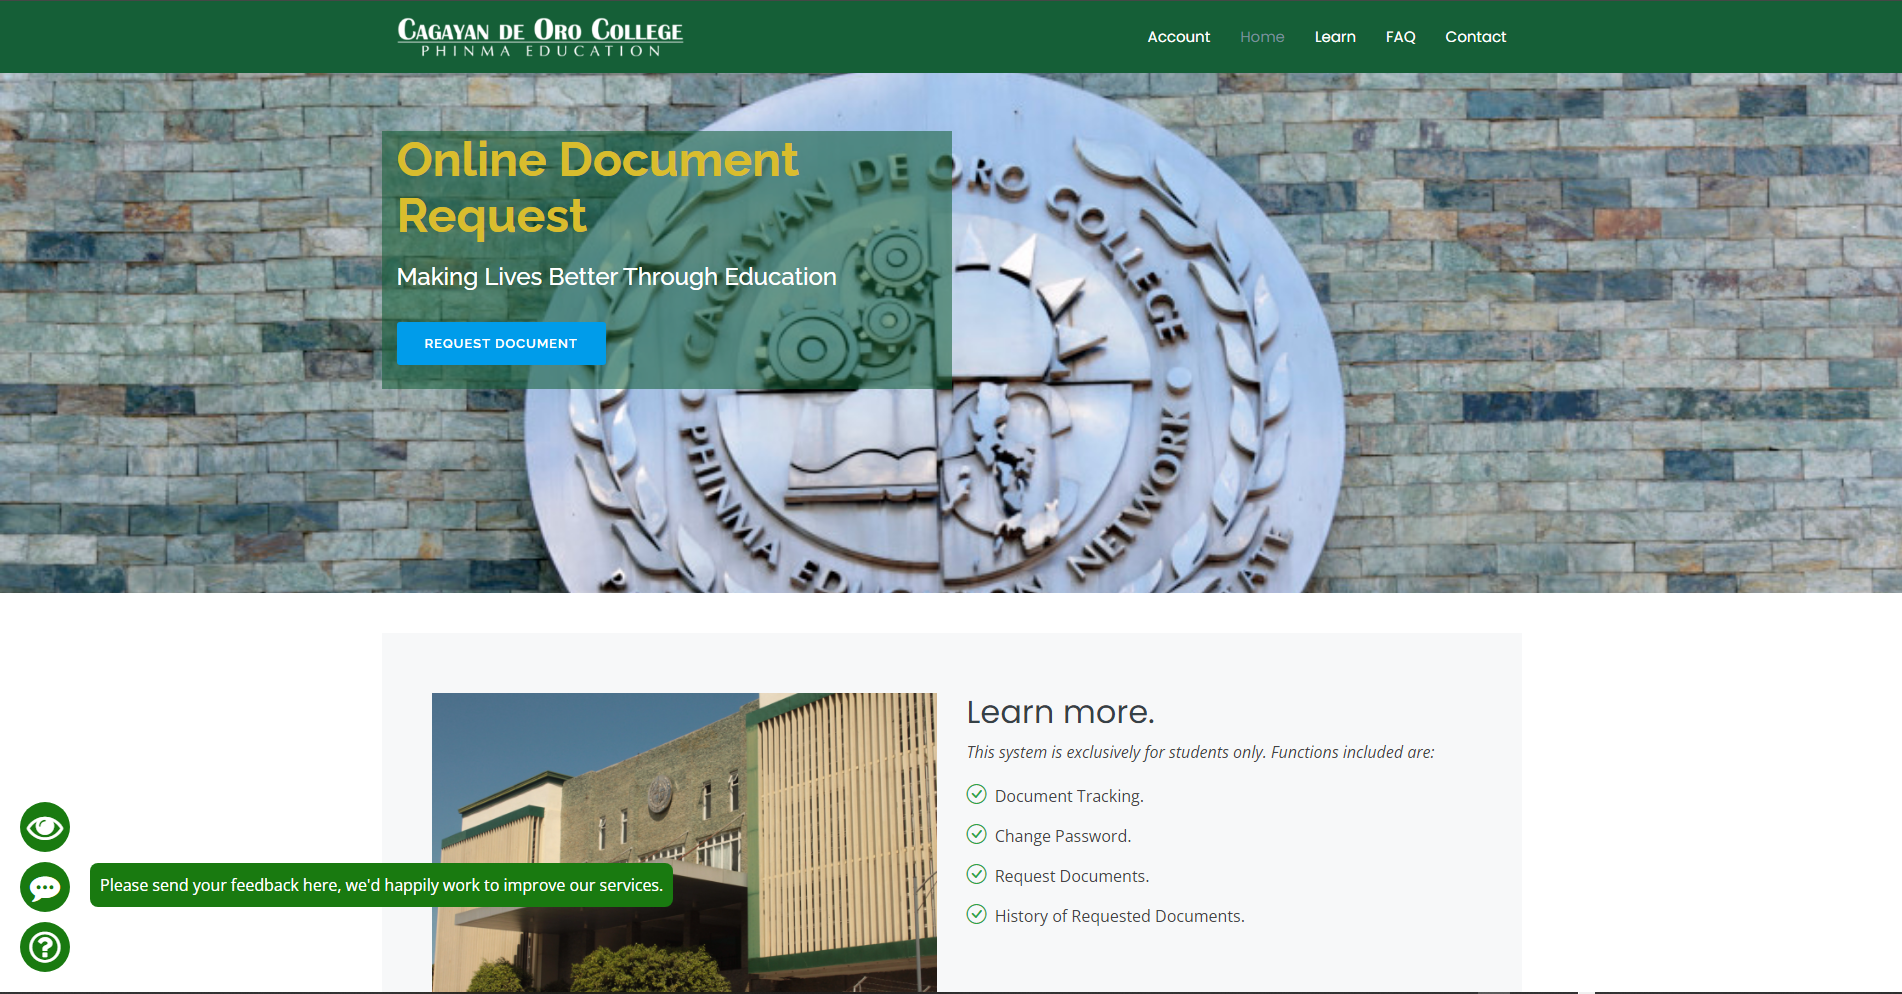 CAGAYAN DE ORO COLLEGE
PHINMA EDUCATION
Account Home Learn FAQ Contact
Online Document
Request
Making Lives Better Through Education
REQUEST DOCUMENT
CAGAYAN DE ORO COLLEGE
PHINMA EDUCATION NETWORK
Learn more.
This system is exclusively for students only. Functions included are:
Document Tracking.
Change Password.
Request Documents.
History of Requested Documents.
Please send your feedback here, we'd happily work to improve our services.